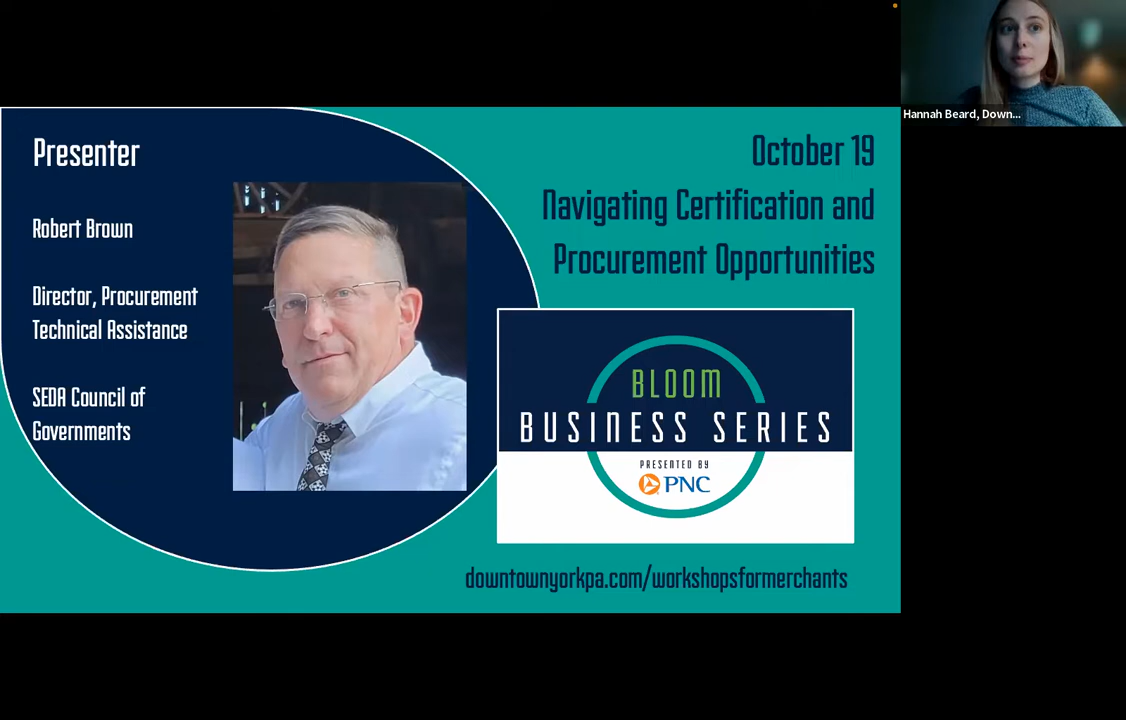 Presenter
Robert Brown
Director, Procurement
Technical Assistance
SEDA Council of
Governments
October 19
Navigating Certification and
Procurement Opportunities
BLOOM
BUSINESS SERIES
PRESENTED BY
PNC
downtownyorkpa.com/workshopsformerchants
Hannah Beard, Down...